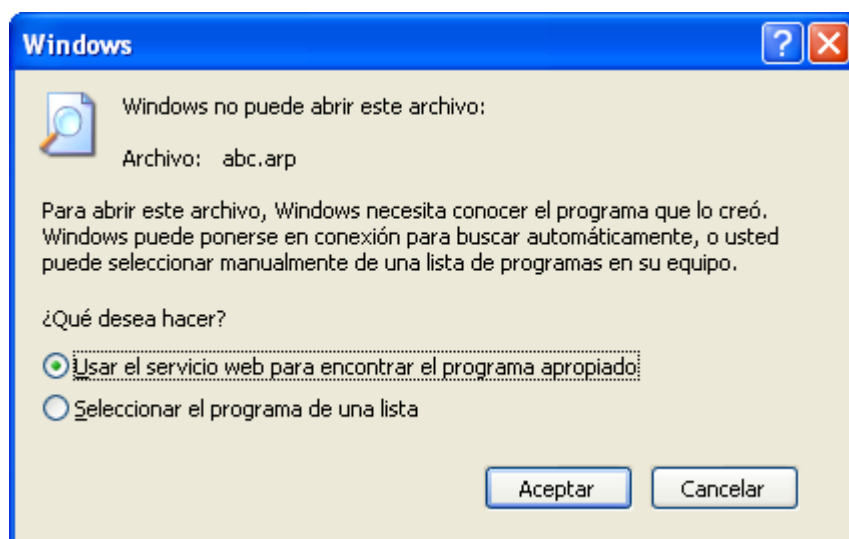 Windows
Windows no puede abrir este archivo:
Archivo: abc.arp
Para abrir este archivo, Windows necesita conocer el programa que lo creó.
Windows puede ponerse en conexión para buscar automáticamente, o usted
puede seleccionar manualmente de una lista de programas en su equipo.
¿Qué desea hacer?
Usar el servicio web para encontrar el programa apropiado
Seleccionar el programa de una lista
Aceptar Cancelar